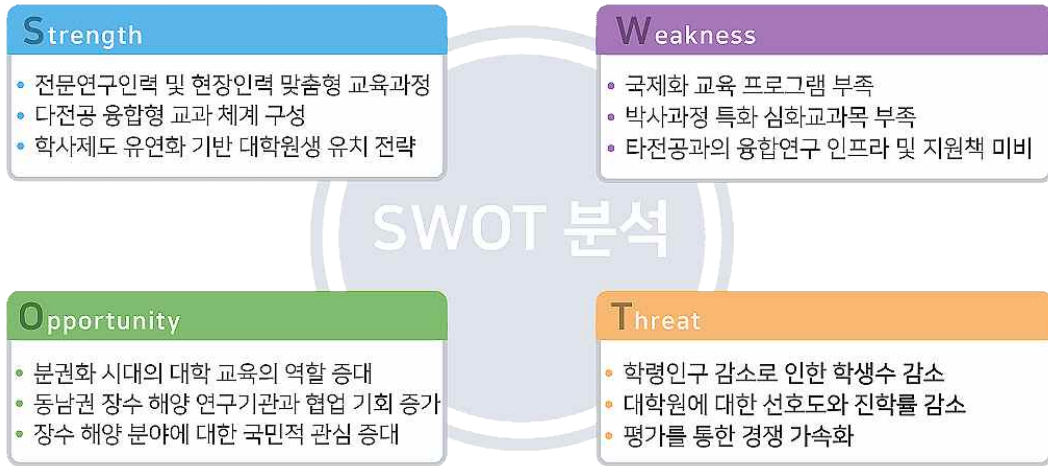 Strength
• 전문연구인력 및 현장인력 맞춤형 교육과정
• 다전공 융합형 교과 체계 구성
• 학사제도 유연화 기반 대학원생 유치 전략
Weakness
• 국제화 교육 프로그램 부족
• 박사과정 특화 심화교과목 부족
• 타전공과의 융합연구 인프라 및 지원책 미비
SWOT 분석
Opportunity
• 분권화 시대의 대학 교육의 역할 증대
• 동남권 장수 해양 연구기관과 협업 기회 증가
• 장수 해양 분야에 대한 국민적 관심 증대
Threat
• 학령인구 감소로 인한 학생수 감소
• 대학원에 대한 선호도와 진학률 감소
• 평가를 통한 경쟁 가속화